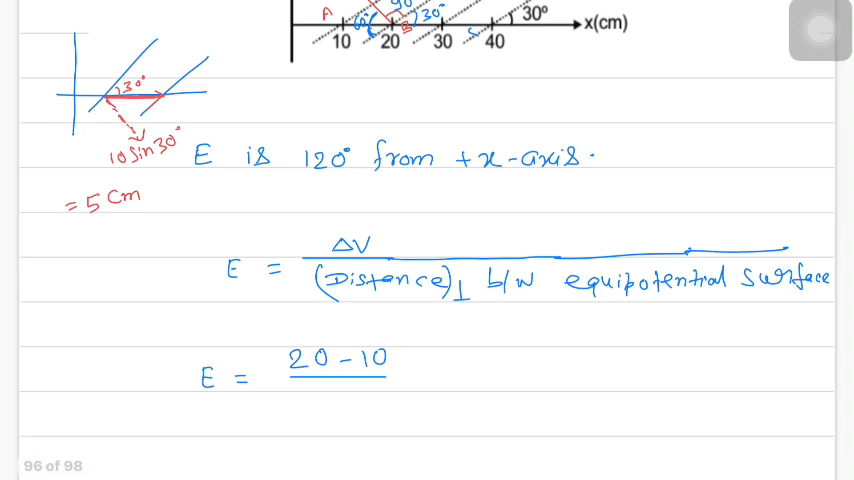 90
A 60° B 30° 30° x(cm)
10 20 30 40
30°
10 Sin 30°
E is 120° from +x-axis.
= 5 Cm
ΔV
E =
(Distance)⊥ b/w equipotential surface
20 - 10
E =
96 of 98